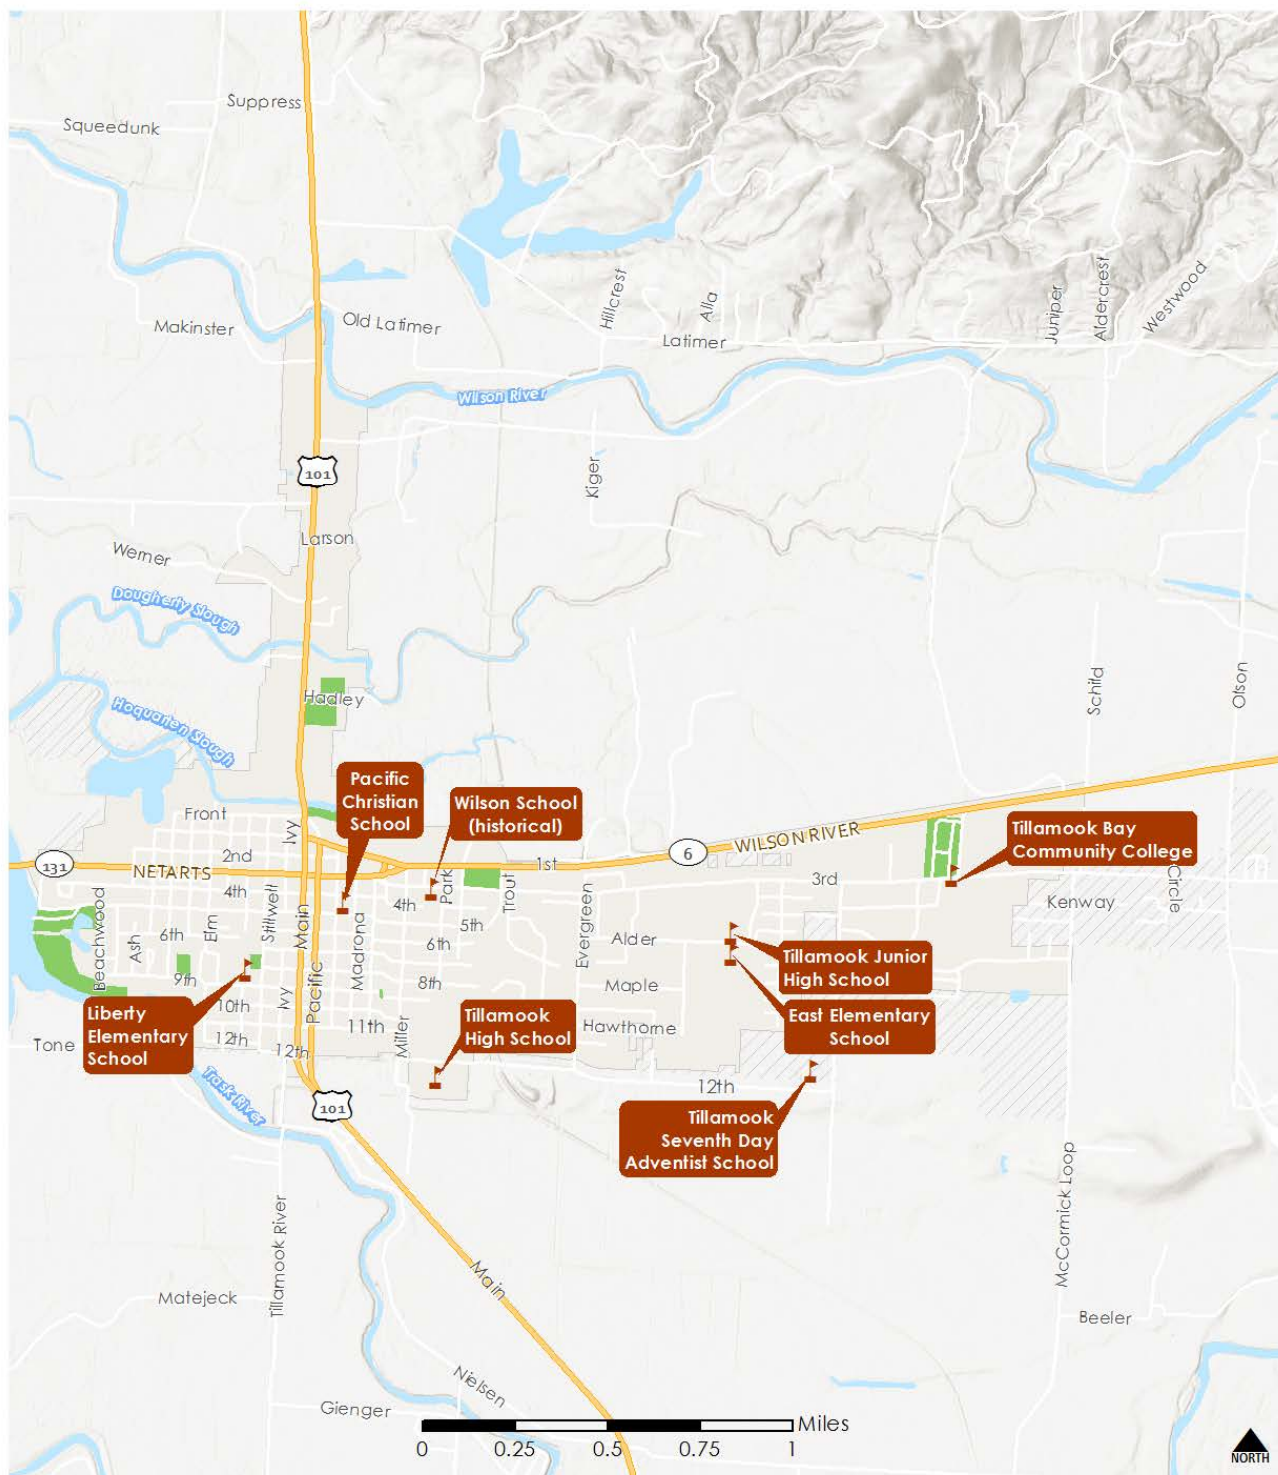 Suppress
Squeedunk
Makinster
Old Latimer
Hillcrest
Alla
Latimer
Juniper
Aldercrest
Westwood
Wilson River
101
Kiger
Larson
Werner
Dougherty Slough
Hoquarten Slough
Hadley
Schild
Olson
Pacific
Christian
School
Wilson School
(historical)
Front
Ivy
2nd
131
NETARTS
1st
6
WILSON RIVER
Tillamook Bay
Community College
3rd
4th
4th
Park
Trout
5th
Kenway
Circle
Beachwood
Ash
6th
Elm
Stillwell
Main
Madrona
6th
Evergreen
Alder
Tillamook Junior
High School
9th
8th
Maple
10th
Ivy
Pacific
Liberty
Elementary
School
11th
Miller
Tillamook
High School
Hawthorne
East Elementary
School
Tone
12th
12th
12th
Trask River
101
Tillamook
Seventh Day
Adventist School
McCormick Loop
Tillamook River
Main
Matejeck
Beeler
Nielsen
Gienger
Miles
0 0.25 0.5 0.75 1
NORTH